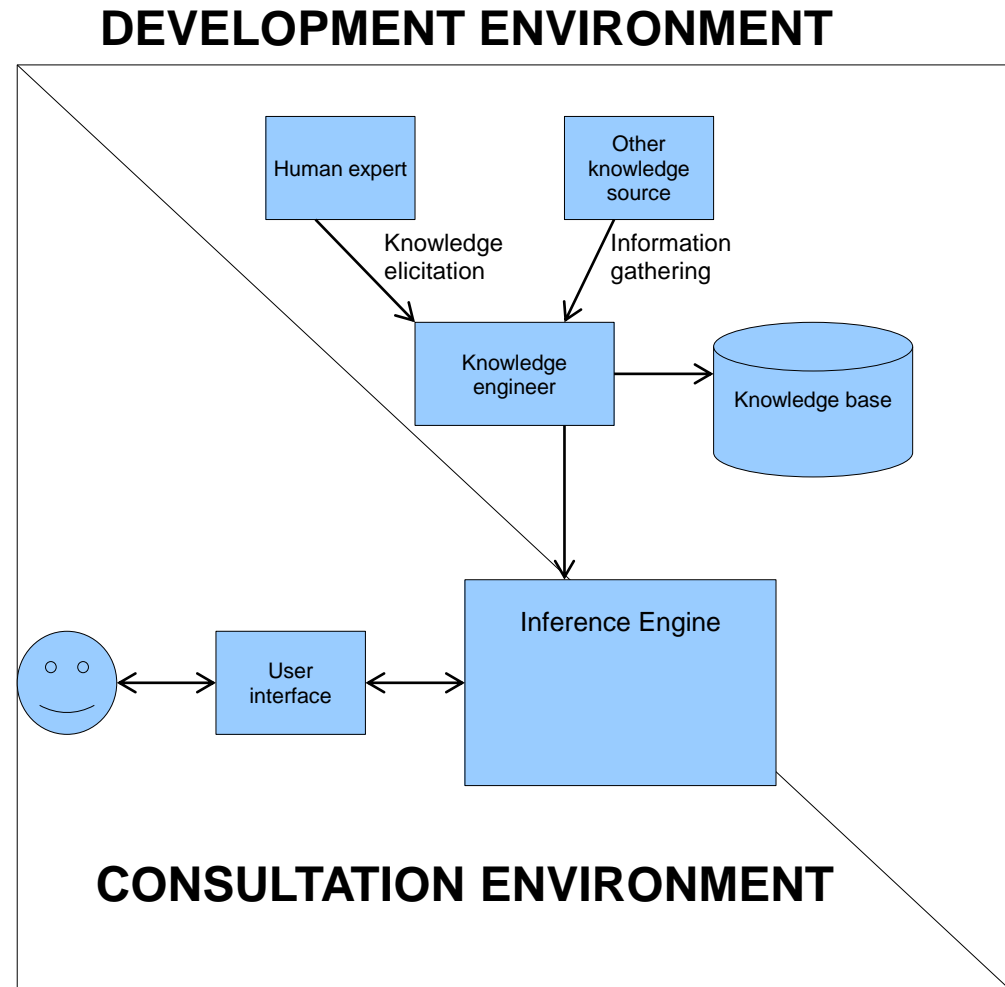 DEVELOPMENT ENVIRONMENT
Human expert
Other
knowledge
source
Knowledge
elicitation
Information
gathering
Knowledge
engineer
Knowledge base
Inference Engine
User
interface
CONSULTATION ENVIRONMENT